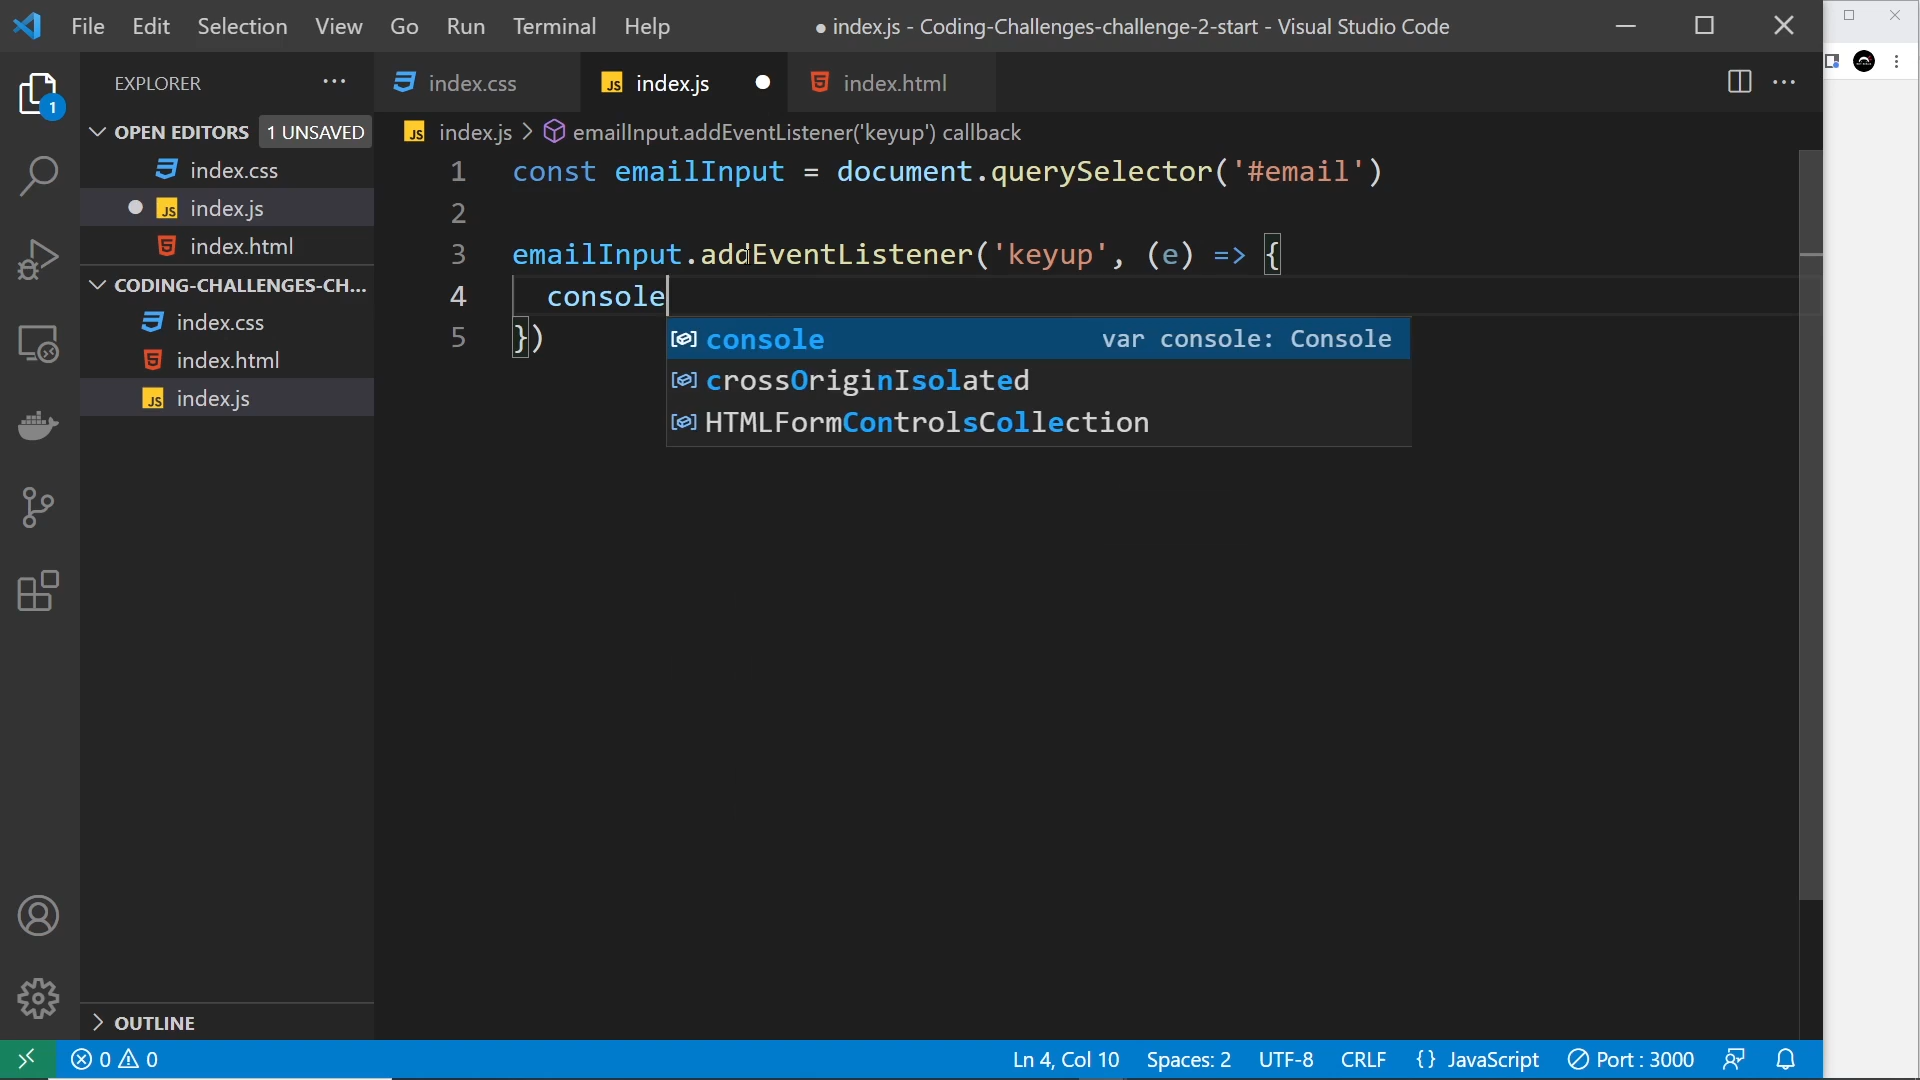 File Edit Selection View Go Run Terminal Help ● index.js - Coding-Challenges-challenge-2-start - Visual Studio Code
EXPLORER
index.css
index.js
index.html
OPEN EDITORS 1 UNSAVED
index.css
index.js
index.html
CODING-CHALLENGES-CH...
index.css
index.html
index.js
OUTLINE
1
index.js > emailInput.addEventListener('keyup') callback
1 const emailInput = document.querySelector('#email')
2
3 emailInput.addEventListener('keyup', (e) => {
4 console
5 })
console var console: Console
crossOriginIsolated
HTMLFormControlsCollection
0 0 Ln 4, Col 10 Spaces: 2 UTF-8 CRLF {} JavaScript Port : 3000